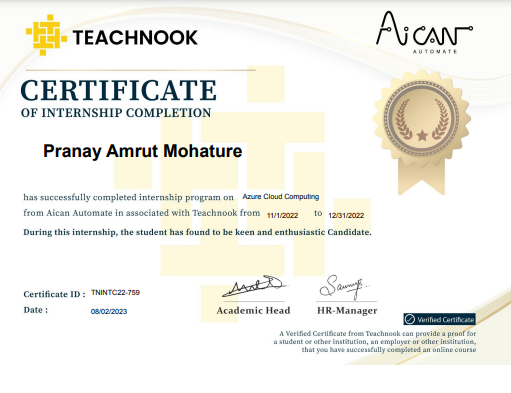 TEACHNOOK
AiCAN
AUTOMATE
CERTIFICATE
OF INTERNSHIP COMPLETION
Pranay Amrut Mohature
has successfully completed internship program on Azure Cloud Computing
from Aican Automate in associated with Teachnook from 11/1/2022 to 12/31/2022
During this internship, the student has found to be keen and enthusiastic Candidate.
Certificate ID : TNINTC22-759
Date : 08/02/2023
Academic Head
HR-Manager
Verified Certificate
A Verified Certificate from Teachnook can provide a proof for
a student or other institution, an employer or other institution,
that you have successfully completed an online course